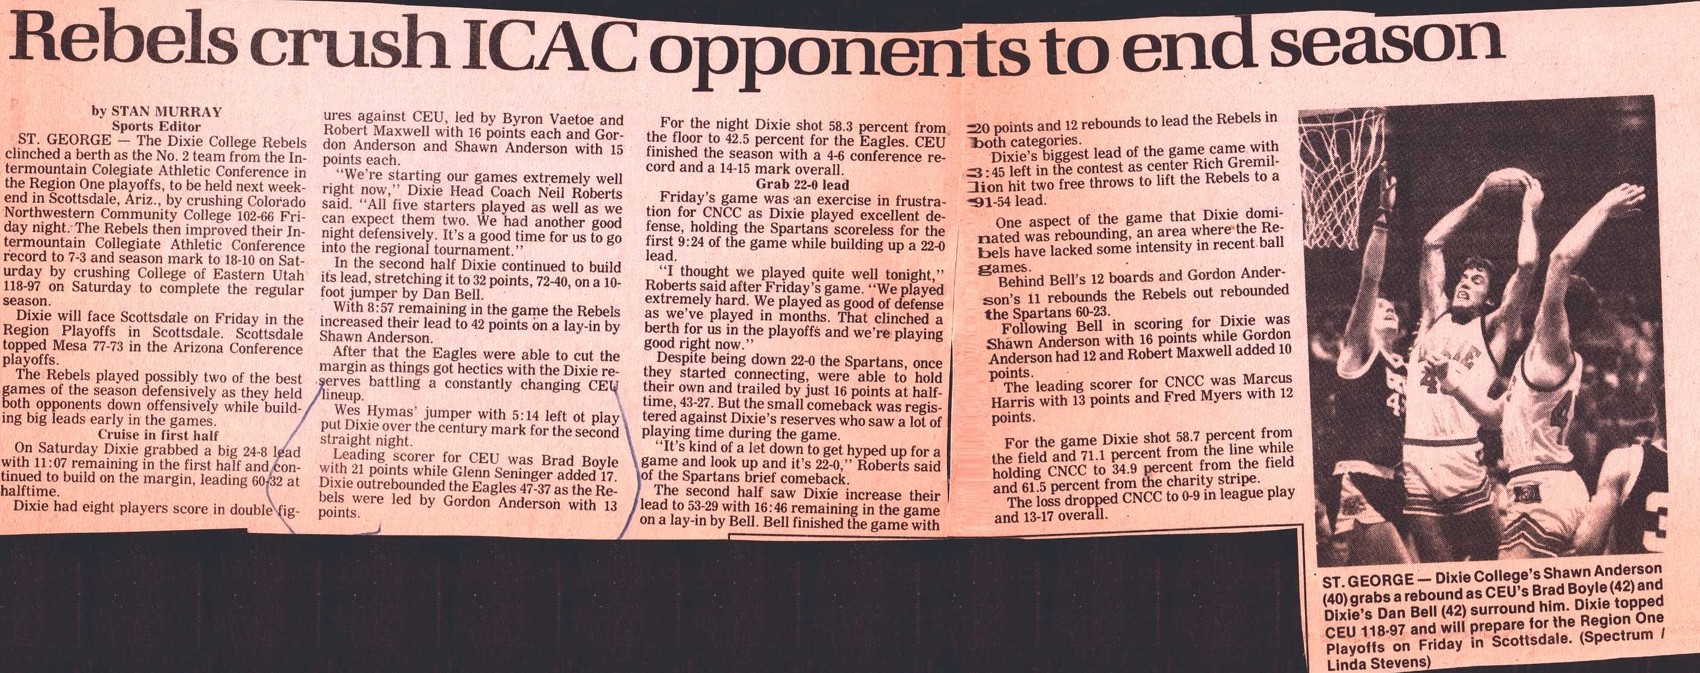 Rebels crush ICAC opponents to end season
by STAN MURRAY
Sports Editor
ST. GEORGE — The Dixie College Rebels
clinched a berth as the No. 2 team from the In-
termountain Colegiate Athletic Conference in
the Region One playoffs, to be held next week-
end in Scottsdale, Ariz., by crushing Colorado
Northwestern Community College 102-66 Fri-
day night. The Rebels then improved their In-
termountain Collegiate Athletic Conference
record to 7-3 and season mark to 18-10 on Sat-
urday by crushing College of Eastern Utah
118-97 on Saturday to complete the regular
season.
Dixie will face Scottsdale on Friday in the
Region Playoffs in Scottsdale. Scottsdale
topped Mesa 77-73 in the Arizona Conference
playoffs.
The Rebels played possibly two of the best
games of the season defensively as they held
both opponents down offensively while build-
ing big leads early in the games.
Cruise in first half
On Saturday Dixie grabbed a big 24-8 lead
with 11:07 remaining in the first half and con-
tinued to build on the margin, leading 60-32 at
halftime.
Dixie had eight players score in double fig-
ures against CEU, led by Byron Vaetoe and
Robert Maxwell with 16 points each and Gor-
don Anderson and Shawn Anderson with 15
points each.
"We're starting our games extremely well
right now," Dixie Head Coach Neil Roberts
said. "All five starters played as well as we
can expect them two. We had another good
night defensively. It's a good time for us to go
into the regional tournament."
In the second half Dixie continued to build
its lead, stretching it to 32 points, 72-40, on a 10-
foot jumper by Dan Bell.
With 8:57 remaining in the game the Rebels
increased their lead to 42 points on a lay-in by
Shawn Anderson.
After that the Eagles were able to cut the
margin as things got hectics with the Dixie re-
serves battling a constantly changing CEU
lineup.
Wes Hymas' jumper with 5:14 left ot play
put Dixie over the century mark for the second
straight night.
Leading scorer for CEU was Brad Boyle
with 21 points while Glenn Seninger added 17.
Dixie outrebounded the Eagles 47-37 as the Re-
bels were led by Gordon Anderson with 13
points.
For the night Dixie shot 58.3 percent from
the floor to 42.5 percent for the Eagles. CEU
finished the season with a 4-6 conference re-
cord and a 14-15 mark overall.
Grab 22-0 lead
Friday's game was an exercise in frustra-
tion for CNCC as Dixie played excellent de-
fense, holding the Spartans scoreless for the
first 9:24 of the game while building up a 22-0
lead.
"I thought we played quite well tonight,"
Roberts said after Friday's game. "We played
extremely hard. We played as good of defense
as we've played in months. That clinched a
berth for us in the playoffs and we're playing
good right now."
Despite being down 22-0 the Spartans, once
they started connecting, were able to hold
their own and trailed by just 16 points at half-
time, 43-27. But the small comeback was regis-
tered against Dixie's reserves who saw a lot of
playing time during the game.
"It's kind of a let down to get hyped up for a
game and look up and it's 22-0," Roberts said
of the Spartans brief comeback.
The second half saw Dixie increase their
lead to 53-29 with 16:46 remaining in the game
on a lay-in by Bell. Bell finished the game with
20 points and 12 rebounds to lead the Rebels in
both categories.
Dixie's biggest lead of the game came with
3:45 left in the contest as center Rich Gremil-
lion hit two free throws to lift the Rebels to a
91-54 lead.
One aspect of the game that Dixie domi-
nated was rebounding, an area where the Re-
bels have lacked some intensity in recent ball
games.
Behind Bell's 12 boards and Gordon Ander-
son's 11 rebounds the Rebels out rebounded
the Spartans 60-23.
Following Bell in scoring for Dixie was
Shawn Anderson with 16 points while Gordon
Anderson had 12 and Robert Maxwell added 10
points.
The leading scorer for CNCC was Marcus
Harris with 13 points and Fred Myers with 12
points.
For the game Dixie shot 58.7 percent from
the field and 71.1 percent from the line while
holding CNCC to 34.9 percent from the field
and 61.5 percent from the charity stripe.
The loss dropped CNCC to 0-9 in league play
and 13-17 overall.
ST. GEORGE — Dixie College's Shawn Anderson
(40) grabs a rebound as CEU's Brad Boyle (42) and
Dixie's Dan Bell (42) surround him. Dixie topped
CEU 118-97 and will prepare for the Region One
Playoffs on Friday in Scottsdale. (Spectrum /
Linda Stevens)